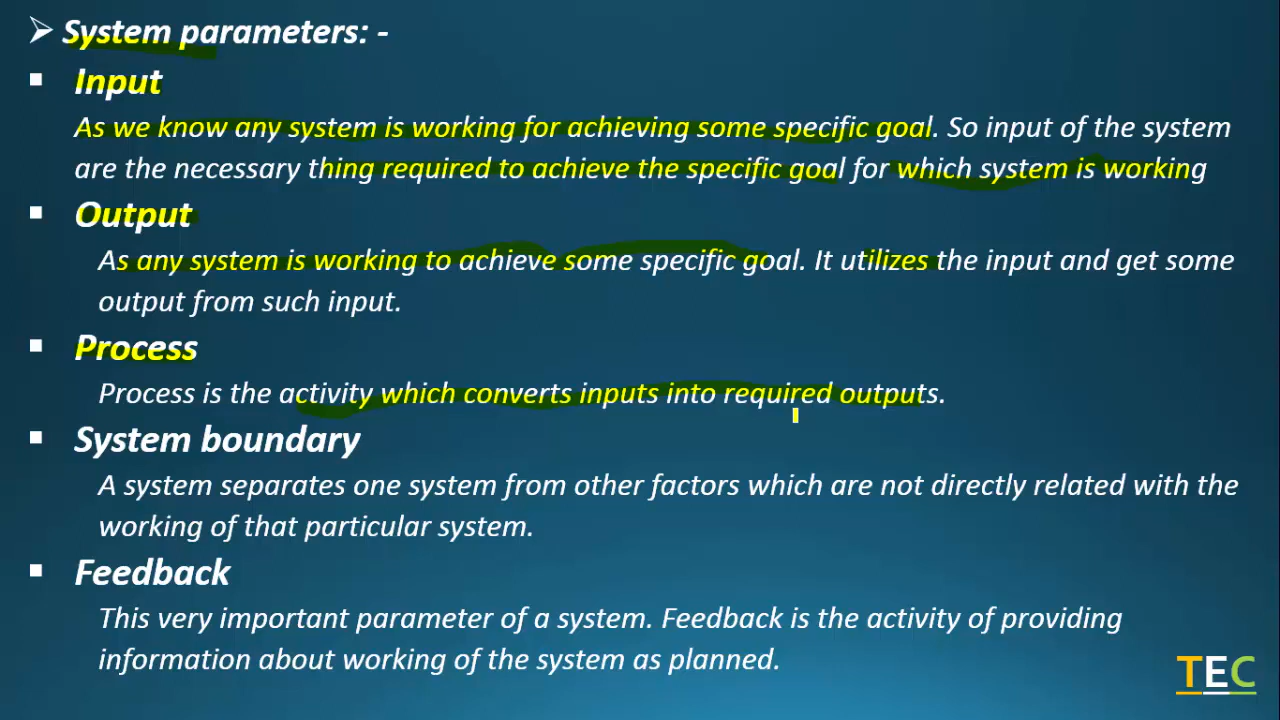 ➢ System parameters: -
▪ Input
As we know any system is working for achieving some specific goal. So input of the system
are the necessary thing required to achieve the specific goal for which system is working
▪ Output
As any system is working to achieve some specific goal. It utilizes the input and get some
output from such input.
▪ Process
Process is the activity which converts inputs into required outputs.
▪ System boundary
A system separates one system from other factors which are not directly related with the
working of that particular system.
▪ Feedback
This very important parameter of a system. Feedback is the activity of providing
information about working of the system as planned.
TEC